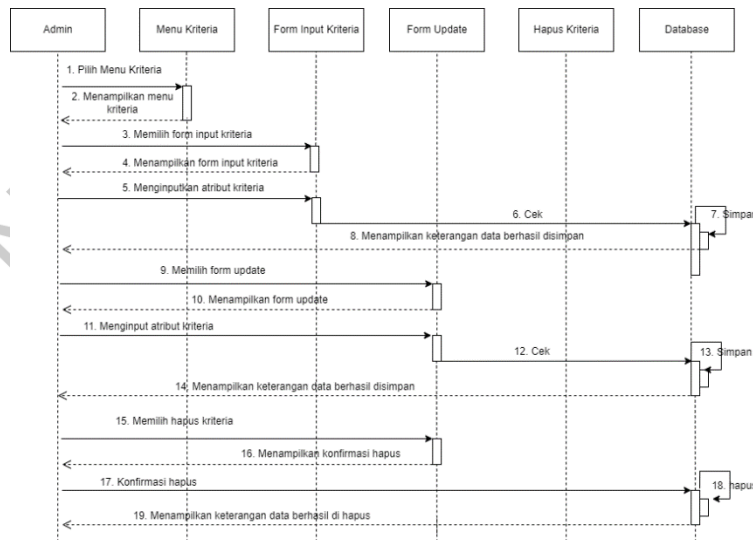 Admin
Menu Kriteria
Form Input Kriteria
Form Update
Hapus Kriteria
Database
1. Pilih Menu Kriteria
2. Menampilkan menu
kriteria
3. Memilih form input kriteria
4. Menampilkan form input kriteria
5. Menginputkan atribut kriteria
6. Cek
7. Simpan
8. Menampilkan keterangan data berhasil disimpan
9. Memilih form update
10. Menampilkan form update
11. Menginput atribut kriteria
12. Cek
13. Simpan
14. Menampilkan keterangan data berhasil disimpan
15. Memilih hapus kriteria
16. Menampilkan konfirmasi hapus
17. Konfirmasi hapus
18. hapus
19. Menampilkan keterangan data berhasil di hapus